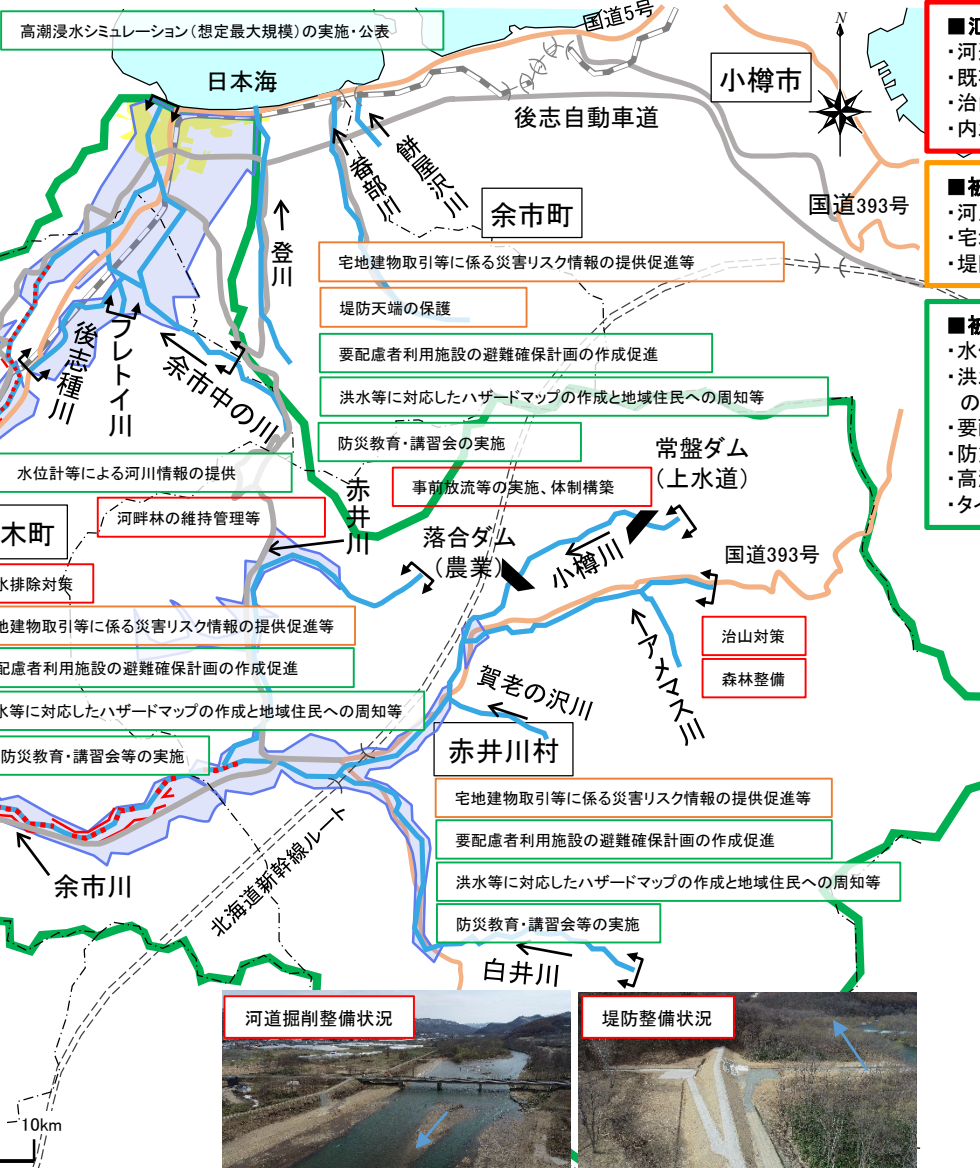 高潮浸水シミュレーション（想定最大規模）の実施・公表
国道5号
日本海
小樽市
N
後志自動車道
餅屋沢川
畚部川
国道393号
余市町
登川
宅地建物取引等に係る災害リスク情報の提供促進等
堤防天端の保護
要配慮者利用施設の避難確保計画の作成促進
洪水等に対応したハザードマップの作成と地域住民への周知等
防災教育・講習会の実施
後志種川
フレトイ川
余市中の川
水位計等による河川情報の提供
河畔林の維持管理等
赤井川
事前放流等の実施、体制構築
常盤ダム
（上水道）
落合ダム
（農業）
小樽川
国道393号
木町
水排除対策
地建物取引等に係る災害リスク情報の提供促進等
配慮者利用施設の避難確保計画の作成促進
水等に対応したハザードマップの作成と地域住民への周知等
防災教育・講習会等の実施
治山対策
森林整備
アメマス川
賀老の沢川
赤井川村
宅地建物取引等に係る災害リスク情報の提供促進等
要配慮者利用施設の避難確保計画の作成促進
洪水等に対応したハザードマップの作成と地域住民への周知等
防災教育・講習会等の実施
余市川
北海道新幹線ルート
白井川
河道掘削整備状況
堤防整備状況
10km
■氾
・河
・既
・治
・内
■被
・河
・宅
・堤
■被
・水
・洪
の
・要
・防
・高
・タ